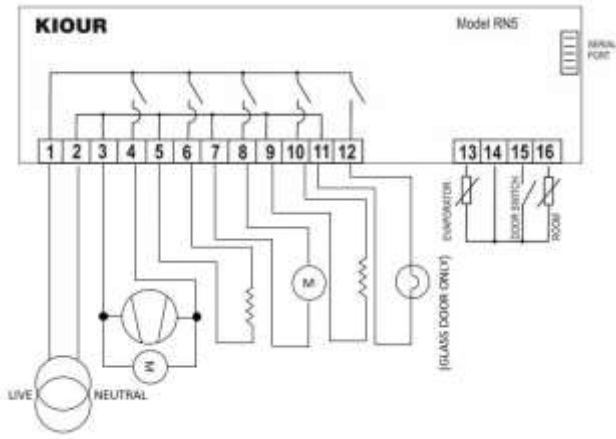 KIOUR
Model RN5
SERIAL
PORT
1 2 3 4 5 6 7 8 9 10 11 12
13 14 15 16
EVAPORATOR
DOOR SWITCH
ROOM
M
M
(GLASS DOOR ONLY)
LIVE
NEUTRAL